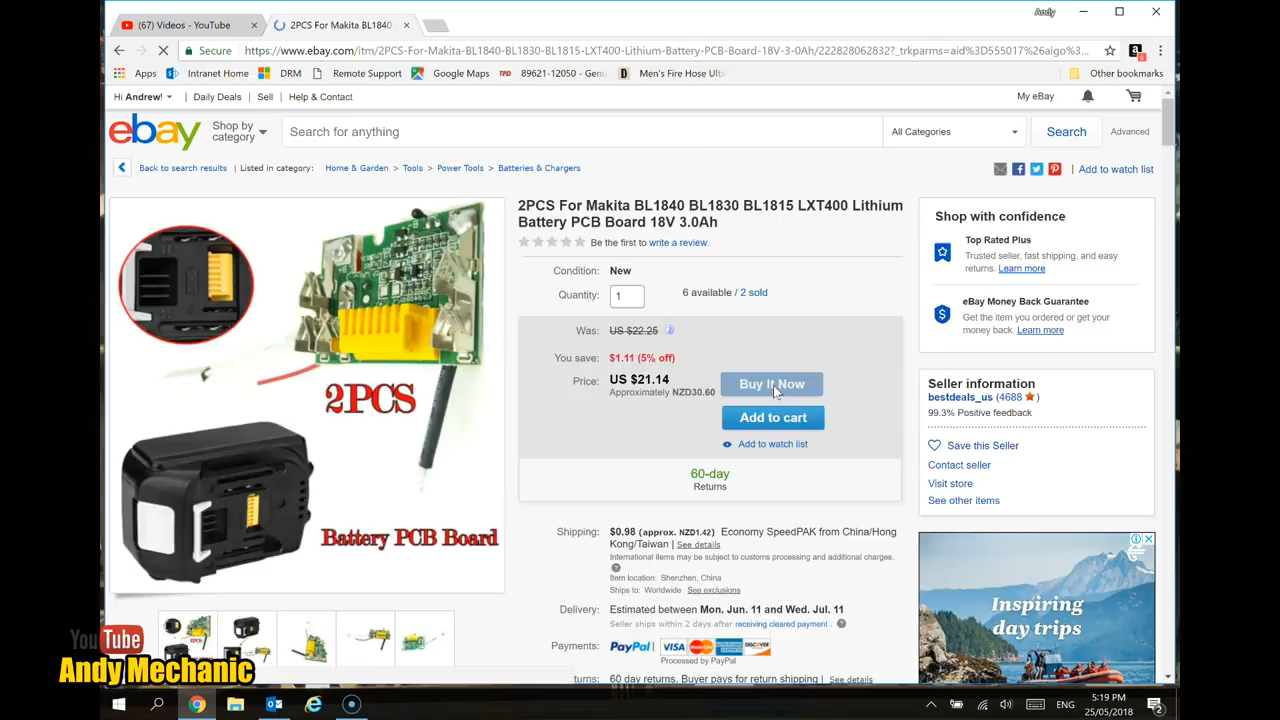 Andy
(67) Videos - YouTube
2PCS For Makita BL1840
Secure
https://www.ebay.com/itm/2PCS-For-Makita-BL1840-BL1830-BL1815-LXT400-Lithium-Battery-PCB-Board-18V-3-0Ah/222828062832?_trkparms=aid%3D555017%26algo%3...
Apps
Intranet Home
DRM
Remote Support
Google Maps
TPD
89621-12050 - Genu
D
Men's Fire Hose Ult
Other bookmarks
Hi Andrew!
Daily Deals
Sell
Help & Contact
My eBay
ebay
Shop by category
Search for anything
All Categories
Search
Advanced
Back to search results
Listed in category:
Home & Garden
Tools
Power Tools
Batteries & Chargers
Add to watch list
2PCS For Makita BL1840 BL1830 BL1815 LXT400 Lithium
Battery PCB Board 18V 3.0Ah
Be the first to write a review.
Condition: New
Quantity: 1
6 available / 2 sold
Was: US $22.25
You save: $1.11 (5% off)
Price: US $21.14
Approximately NZD30.60
Buy It Now
Add to cart
Add to watch list
60-day
Returns
Shipping: $0.98 (approx. NZD1.42) Economy SpeedPAK from China/Hong
Kong/Taiwan | See details
International items may be subject to customs processing and additional charges.
Item location: Shenzhen, China
Ships to: Worldwide See exclusions
Delivery: Estimated between Mon. Jun. 11 and Wed. Jul. 11
Seller ships within 2 days after receiving cleared payment .
Payments: PayPal VISA MasterCard DISCOVER
Processed by PayPal
turns: 60 day returns. Buyer pays for return shipping | See details
2PCS
Battery PCB Board
Shop with confidence
Top Rated Plus
Trusted seller, fast shipping, and easy
returns. Learn more
eBay Money Back Guarantee
Get the item you ordered or get your
money back. Learn more
Seller information
bestdeals_us (4688 )
99.3% Positive feedback
Save this Seller
Contact seller
Visit store
See other items
Inspiring
day trips
YouTube
Andy Mechanic
ENG
5:19 PM
25/05/2018
2